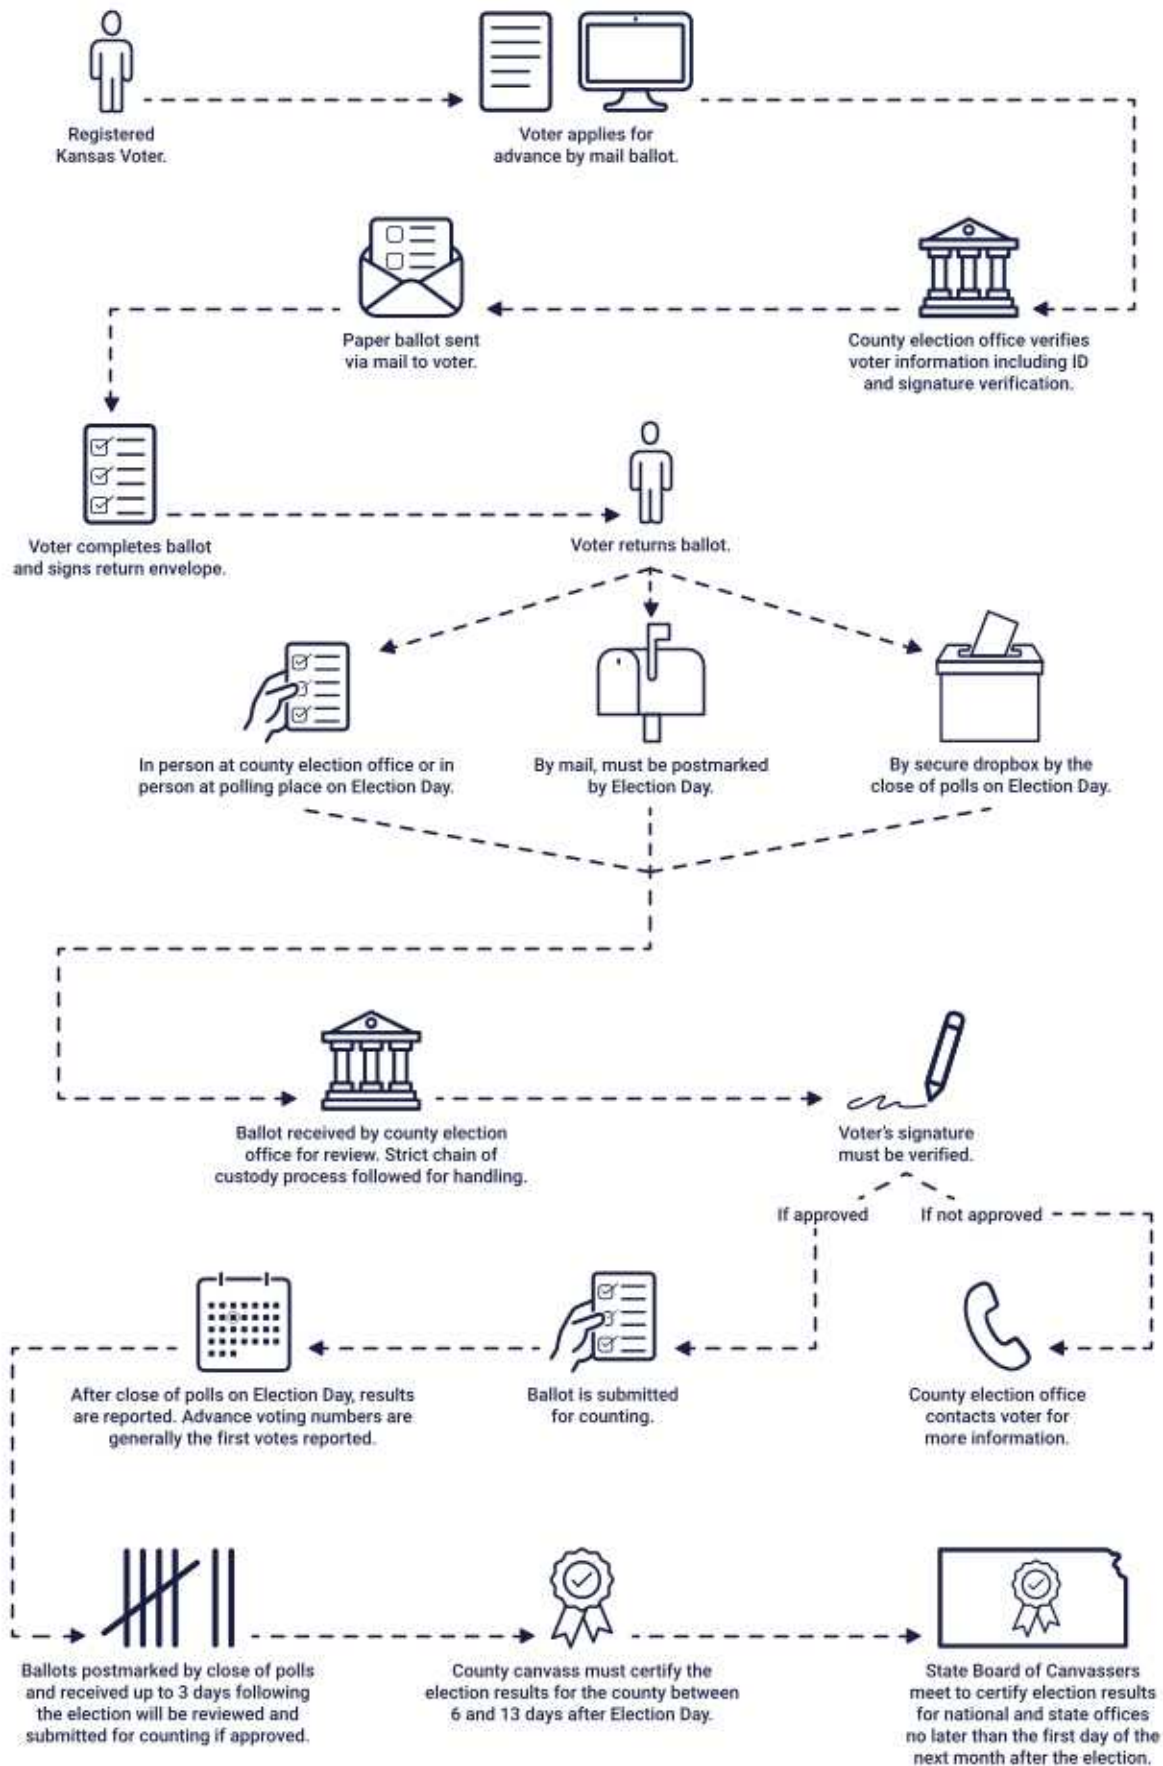 Registered
Kansas Voter.
Voter applies for
advance by mail ballot.
County election office verifies
voter information including ID
and signature verification.
Paper ballot sent
via mail to voter.
Voter completes ballot
and signs return envelope.
Voter returns ballot.
In person at county election office or in
person at polling place on Election Day.
By mail, must be postmarked
by Election Day.
By secure dropbox by the
close of polls on Election Day.
Ballot received by county election
office for review. Strict chain of
custody process followed for handling.
Voter's signature
must be verified.
If approved
If not approved
County election office
contacts voter for
more information.
Ballot is submitted
for counting.
After close of polls on Election Day, results
are reported. Advance voting numbers are
generally the first votes reported.
Ballots postmarked by close of polls
and received up to 3 days following
the election will be reviewed and
submitted for counting if approved.
County canvass must certify the
election results for the county between
6 and 13 days after Election Day.
State Board of Canvassers
meet to certify election results
for national and state offices
no later than the first day of the
next month after the election.